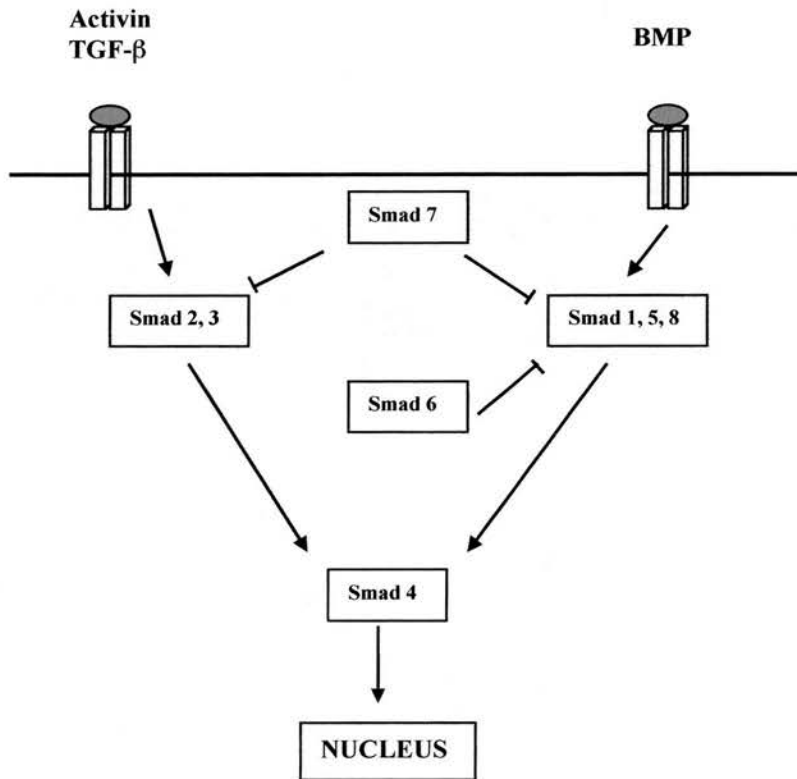 Activin
TGF-β
BMP
Smad 7
Smad 2, 3
Smad 1, 5, 8
Smad 6
Smad 4
NUCLEUS